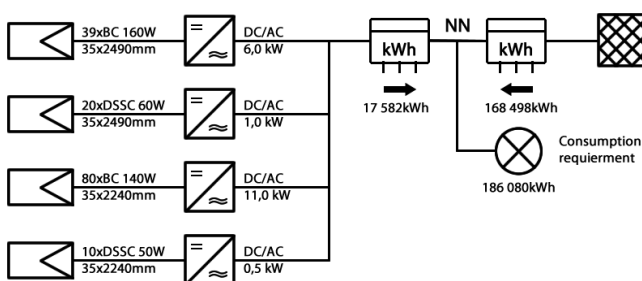 39xBC 160W
35x2490mm
DC/AC
6,0 kW
kWh
NN
kWh
17 582kWh
168 498kWh
20xDSSC 60W
35x2490mm
DC/AC
1,0 kW
Consumption
requierment
186 080kWh
80xBC 140W
35x2240mm
DC/AC
11,0 kW
10xDSSC 50W
35x2240mm
DC/AC
0,5 kW